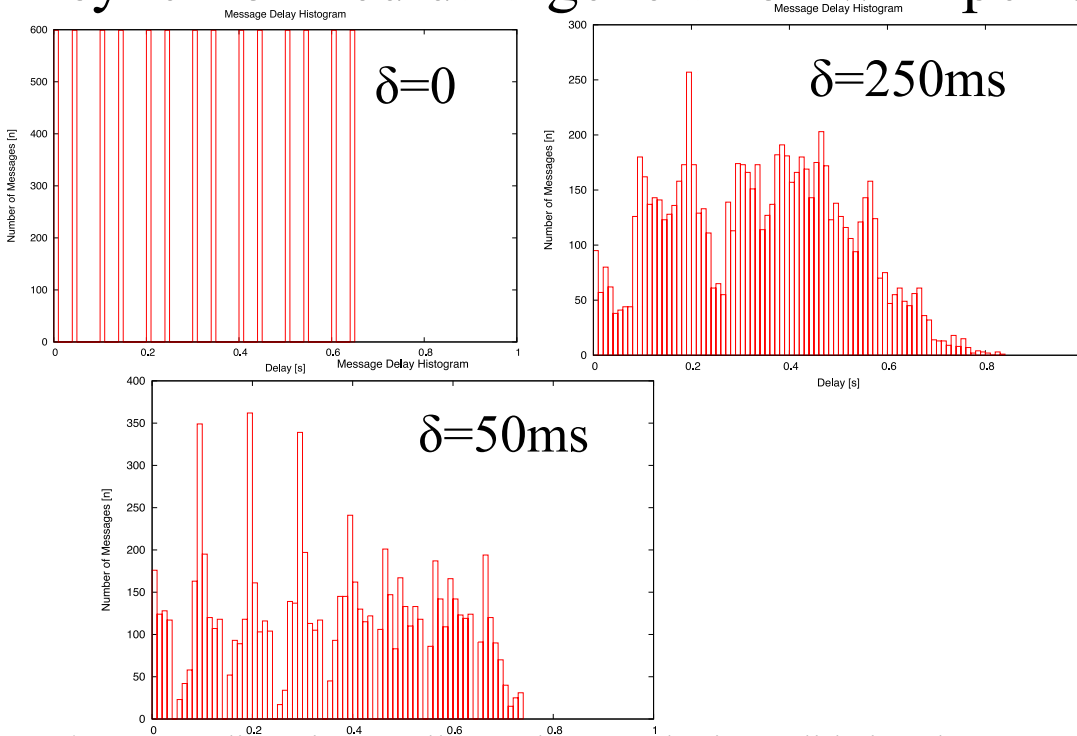 Message Delay Histogram
600
500
400
300
200
100
0
Number of Messages [n]
δ=0
0 0.2 0.4 0.6 0.8 1
Delay [s]
Message Delay Histogram
300
250
200
150
100
50
0
Number of Messages [n]
δ=250ms
0 0.2 0.4 0.6 0.8
Delay [s]
Message Delay Histogram
400
350
300
250
200
150
100
50
0
Number of Messages [n]
δ=50ms
0 0.2 0.4 0.6 0.8 1